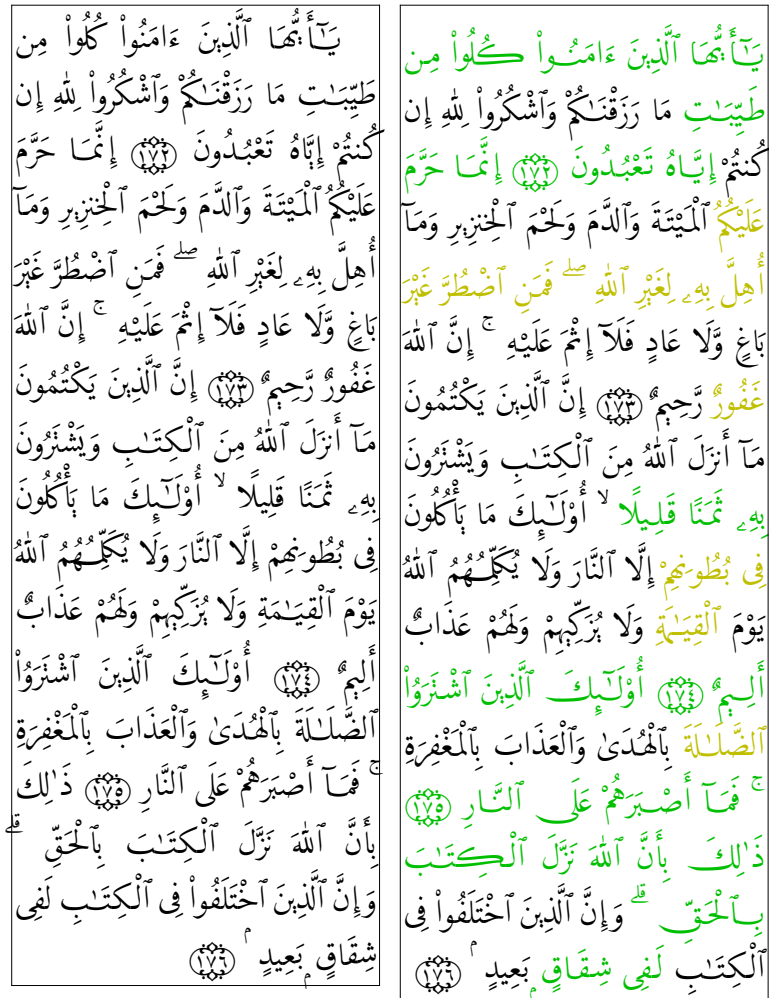 يَـٰٓأَيُّهَا ٱلَّذِينَ ءَامَنُوا۟ كُلُوا۟ مِن
طَيِّبَـٰتِ مَا رَزَقْنَـٰكُمْ وَٱشْكُرُوا۟ لِلَّهِ إِن
كُنتُمْ إِيَّاهُ تَعْبُدُونَ ۝١٧٢ إِنَّمَا حَرَّمَ
عَلَيْكُمُ ٱلْمَيْتَةَ وَٱلدَّمَ وَلَحْمَ ٱلْخِنزِيرِ وَمَآ
أُهِلَّ بِهِۦ لِغَيْرِ ٱللَّهِ ۖ فَمَنِ ٱضْطُرَّ غَيْرَ
بَاغٍ وَّلَا عَادٍ فَلَآ إِثْمَ عَلَيْهِ ۚ إِنَّ ٱللَّهَ
غَفُورٌ رَّحِيمٌ ۝١٧٣ إِنَّ ٱلَّذِينَ يَكْتُمُونَ
مَآ أَنزَلَ ٱللَّهُ مِنَ ٱلْكِتَـٰبِ وَيَشْتَرُونَ
بِهِۦ ثَمَنًا قَلِيلًا ۙ أُو۟لَـٰٓئِكَ مَا يَأْكُلُونَ
فِى بُطُونِهِمْ إِلَّا ٱلنَّارَ وَلَا يُكَلِّمُهُمُ ٱللَّهُ
يَوْمَ ٱلْقِيَـٰمَةِ وَلَا يُزَكِّيهِمْ وَلَهُمْ عَذَابٌ
أَلِيمٌ ۝١٧٤ أُو۟لَـٰٓئِكَ ٱلَّذِينَ ٱشْتَرَوُا۟
ٱلضَّلَـٰلَةَ بِٱلْهُدَىٰ وَٱلْعَذَابَ بِٱلْمَغْفِرَةِ
ۚ فَمَآ أَصْبَرَهُمْ عَلَى ٱلنَّارِ ۝١٧٥ ذَٰلِكَ
بِأَنَّ ٱللَّهَ نَزَّلَ ٱلْكِتَـٰبَ بِٱلْحَقِّ ۗ
وَإِنَّ ٱلَّذِينَ ٱخْتَلَفُوا۟ فِى ٱلْكِتَـٰبِ لَفِى
شِقَاقٍۭ بَعِيدٍ ۢ ۝١٧٦
يَـٰٓأَيُّهَا ٱلَّذِينَ ءَامَنُوا۟ كُلُوا۟ مِن
طَيِّبَـٰتِ مَا رَزَقْنَـٰكُمْ وَٱشْكُرُوا۟ لِلَّهِ إِن
كُنتُمْ إِيَّاهُ تَعْبُدُونَ ۝١٧٢ إِنَّمَا حَرَّمَ
عَلَيْكُمُ ٱلْمَيْتَةَ وَٱلدَّمَ وَلَحْمَ ٱلْخِنزِيرِ وَمَآ
أُهِلَّ بِهِۦ لِغَيْرِ ٱللَّهِ ۖ فَمَنِ ٱضْطُرَّ غَيْرَ
بَاغٍ وَّلَا عَادٍ فَلَآ إِثْمَ عَلَيْهِ ۚ إِنَّ ٱللَّهَ
غَفُورٌ رَّحِيمٌ ۝١٧٣ إِنَّ ٱلَّذِينَ يَكْتُمُونَ
مَآ أَنزَلَ ٱللَّهُ مِنَ ٱلْكِتَـٰبِ وَيَشْتَرُونَ
بِهِۦ ثَمَنًا قَلِيلًا ۙ أُو۟لَـٰٓئِكَ مَا يَأْكُلُونَ
فِى بُطُونِهِمْ إِلَّا ٱلنَّارَ وَلَا يُكَلِّمُهُمُ ٱللَّهُ
يَوْمَ ٱلْقِيَـٰمَةِ وَلَا يُزَكِّيهِمْ وَلَهُمْ عَذَابٌ
أَلِيمٌ ۝١٧٤ أُو۟لَـٰٓئِكَ ٱلَّذِينَ ٱشْتَرَوُا۟
ٱلضَّلَـٰلَةَ بِٱلْهُدَىٰ وَٱلْعَذَابَ بِٱلْمَغْفِرَةِ
ۚ فَمَآ أَصْبَرَهُمْ عَلَى ٱلنَّارِ ۝١٧٥
ذَٰلِكَ بِأَنَّ ٱللَّهَ نَزَّلَ ٱلْكِتَـٰبَ
بِٱلْحَقِّ ۗ وَإِنَّ ٱلَّذِينَ ٱخْتَلَفُوا۟ فِى
ٱلْكِتَـٰبِ لَفِى شِقَاقٍۭ بَعِيدٍ ۢ ۝١٧٦